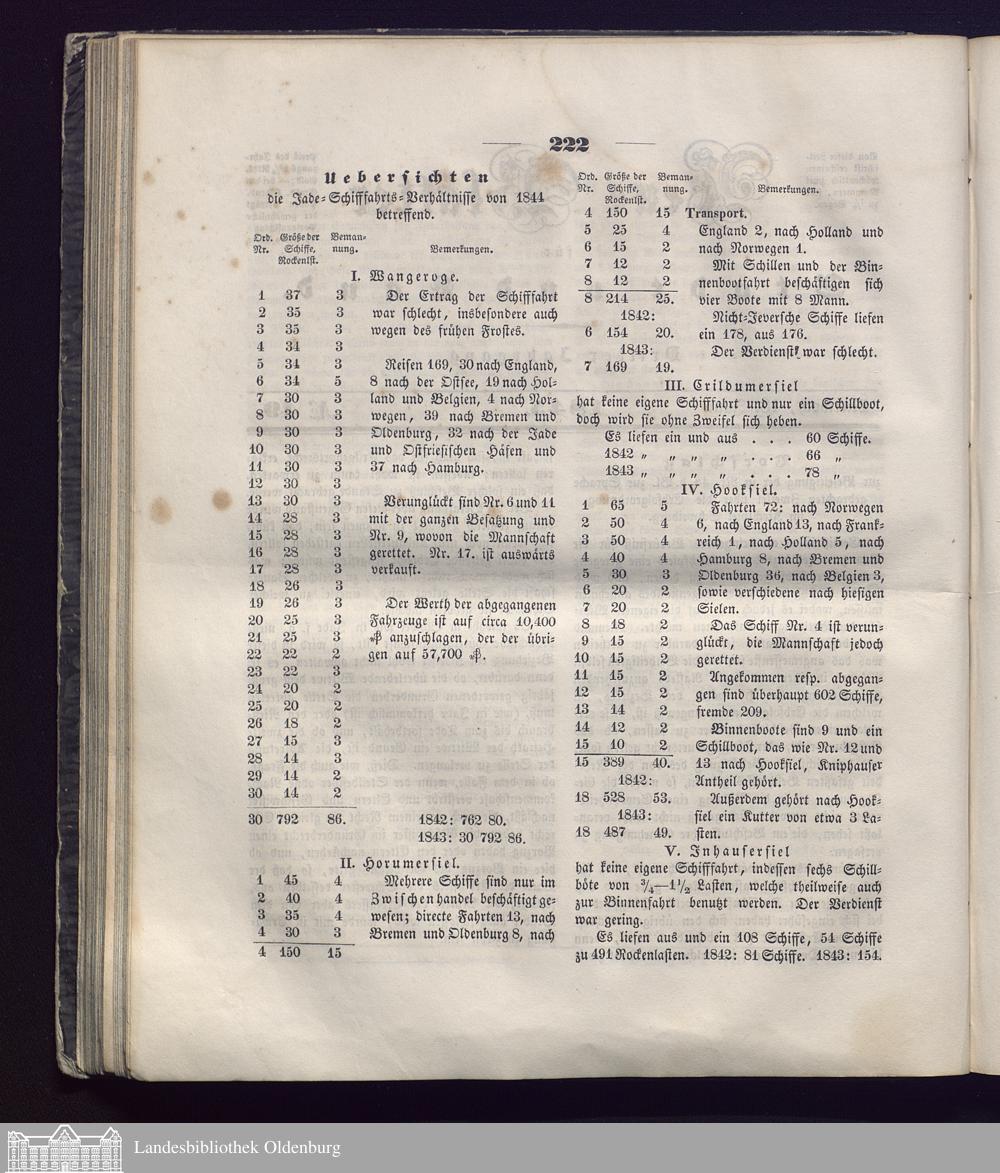 222
Uebersichten
die Jade-Schifffahrts-Verhältnisse von 1844
betreffend.
Ord. Größe der Beman- Bemerkungen.
Nr. Schiffe, nung.
Rockenlst.
I. Wangeroge.
1 37 3 Der Ertrag der Schifffahrt
2 35 3 war schlecht, insbesondere auch
3 35 3 wegen des frühen Frostes.
4 34 3
5 34 3 Reisen 169, 30 nach England,
6 34 5 8 nach der Ostsee, 19 nach Hol-
7 30 3 land und Belgien, 4 nach Nor-
8 30 3 wegen, 39 nach Bremen und
9 30 3 Oldenburg, 32 nach der Jade
10 30 3 und Ostfriesischen Häfen und
11 30 3 37 nach Hamburg.
12 30 3
13 30 3 Verunglückt sind Nr. 6 und 11
14 28 3 mit der ganzen Besatzung und
15 28 3 Nr. 9, wovon die Mannschaft
16 28 3 gerettet. Nr. 17. ist auswärts
17 28 3 verkauft.
18 26 3
19 26 3 Der Werth der abgegangenen
20 25 3 Fahrzeuge ist auf circa 10,400
21 25 3 ₰ anzuschlagen, der der übri-
22 22 2 gen auf 57,700 ₰.
23 22 3
24 20 2
25 20 2
26 18 2
27 15 3
28 14 3
29 14 2
30 14 2
30 792 86. 1842: 762 80.
1843: 30 792 86.
II. Horumersiel.
1 45 4 Mehrere Schiffe sind nur im
2 40 4 Zwischenhandel beschäftigt ge-
3 35 4 wesen; directe Fahrten 13, nach
4 30 3 Bremen und Oldenburg 8, nach
4 150 15
Ord. Größe der Beman-
Nr. Schiffe, nung. Bemerkungen.
Rockenlst.
4 150 15 Transport.
5 25 4 England 2, nach Holland und
6 15 2 nach Norwegen 1.
7 12 2 Mit Schillen und der Bin-
8 12 2 nenbootfahrt beschäftigen sich
8 214 25. vier Boote mit 8 Mann.
1842: Nicht-Jeversche Schiffe liefen
6 154 20. ein 178, aus 176.
1843: Der Verdienst war schlecht.
7 169 19.
III. Crildumersiel
hat keine eigene Schifffahrt und nur ein Schillboot,
doch wird sie ohne Zweifel sich heben.
Es liefen ein und aus . . . 60 Schiffe.
1842 „ „ „ „ . . . 66 „
1843 „ „ „ „ . . . 78 „
IV. Hooksiel.
1 65 5 Fahrten 72: nach Norwegen
2 50 4 6, nach England 13, nach Frank-
3 50 4 reich 1, nach Holland 5, nach
4 40 4 Hamburg 8, nach Bremen und
5 30 3 Oldenburg 36, nach Belgien 3,
6 20 2 sowie verschiedene nach hiesigen
7 20 2 Sielen.
8 18 2 Das Schiff Nr. 4 ist verun-
9 15 2 glückt, die Mannschaft jedoch
10 15 2 gerettet.
11 15 2 Angekommen resp. abgegan-
12 15 2 gen sind überhaupt 602 Schiffe,
13 14 2 fremde 209.
14 12 2 Binnenboote sind 9 und ein
15 10 2 Schillboot, das wie Nr. 12 und
15 389 40. 13 nach Hooksiel, Kniphauser
1842: Antheil gehört.
18 528 53. Außerdem gehört nach Hook-
1843: siel ein Kutter von etwa 3 La-
18 487 49. sten.
V. Inhausersiel
hat keine eigene Schifffahrt, indessen sechs Schill-
böte von 3/4—1 1/2 Lasten, welche theilweise auch
zur Binnenfahrt benutzt werden. Der Verdienst
war gering.
Es liefen aus und ein 108 Schiffe, 54 Schiffe
zu 491 Rockenlasten. 1842: 81 Schiffe. 1843: 154.
Landesbibliothek Oldenburg